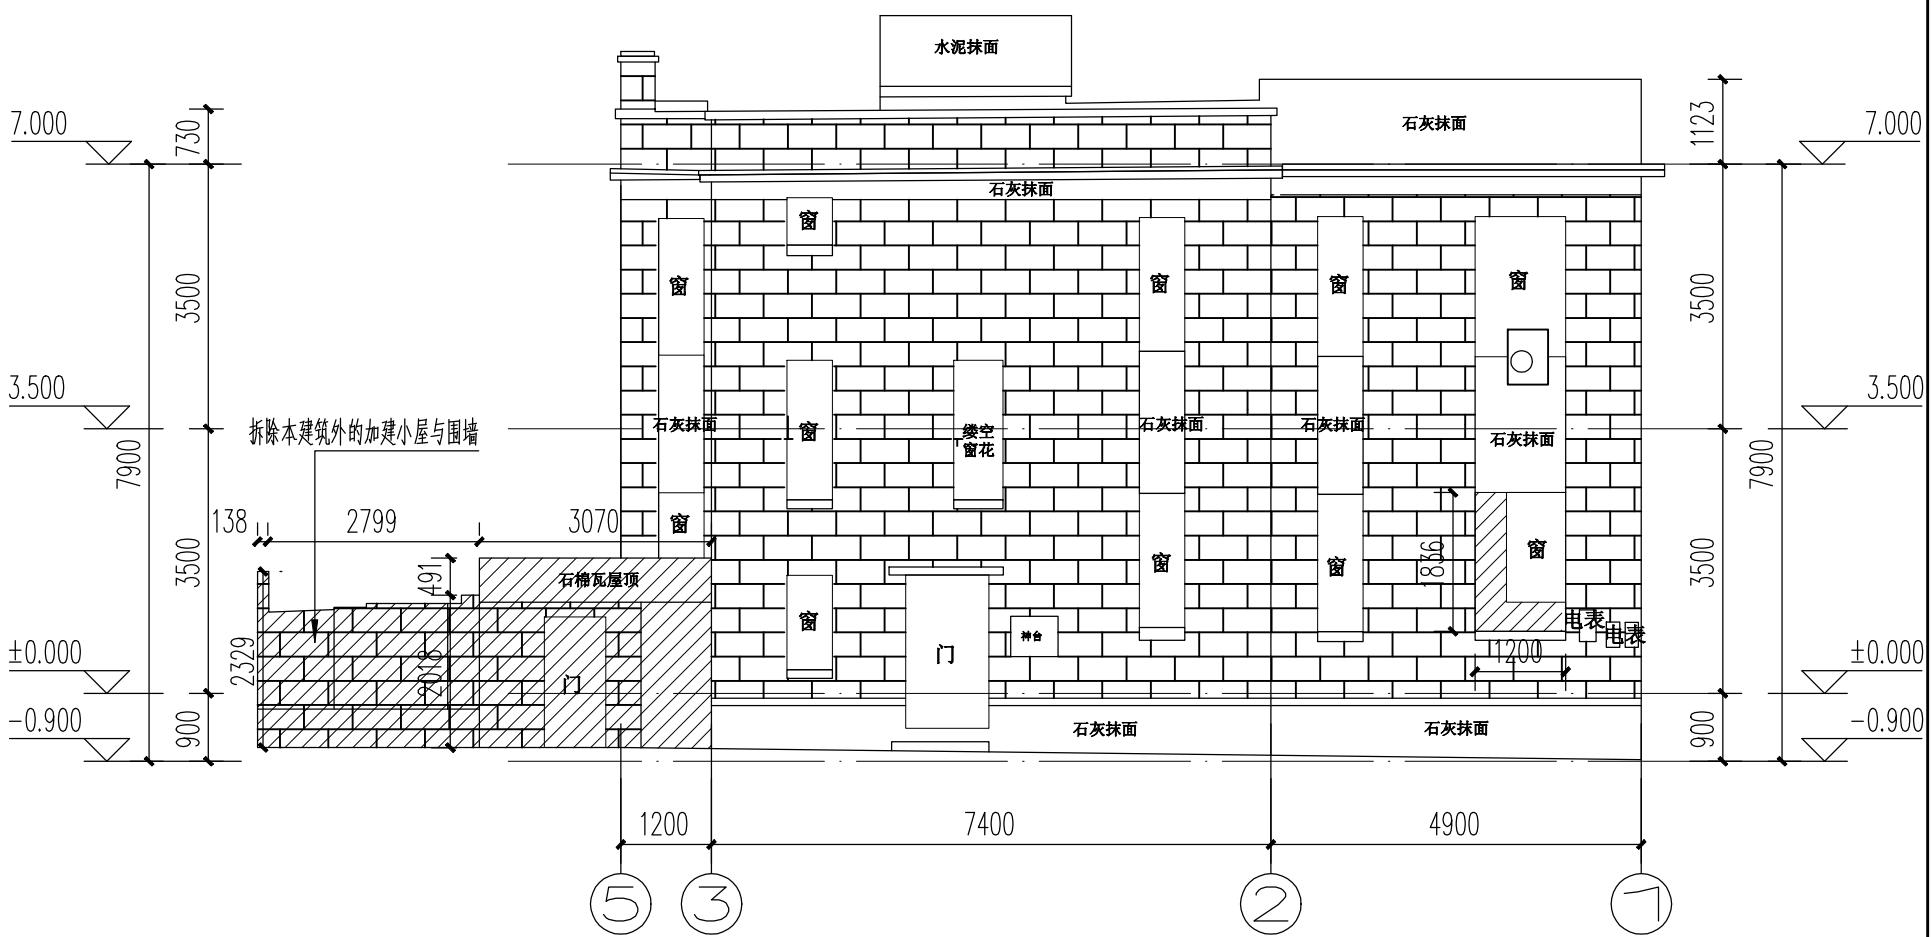 水泥抹面
7.000
730
石灰抹面
1123
7.000
石灰抹面
窗
3500
窗
窗
窗
窗
3500
3.500
3.500
拆除本建筑外的加建小屋与围墙
7900
石灰抹面
窗
缕空
窗花
石灰抹面
石灰抹面
石灰抹面
7900
138
2799
3070
窗
3500
491
石棉瓦屋顶
窗
窗
窗
1836
窗
3500
电表
电表
神台
±0.000
2329
2018
门
门
1200
±0.000
-0.900
900
石灰抹面
石灰抹面
900
-0.900
1200
7400
4900
5
3
2
1